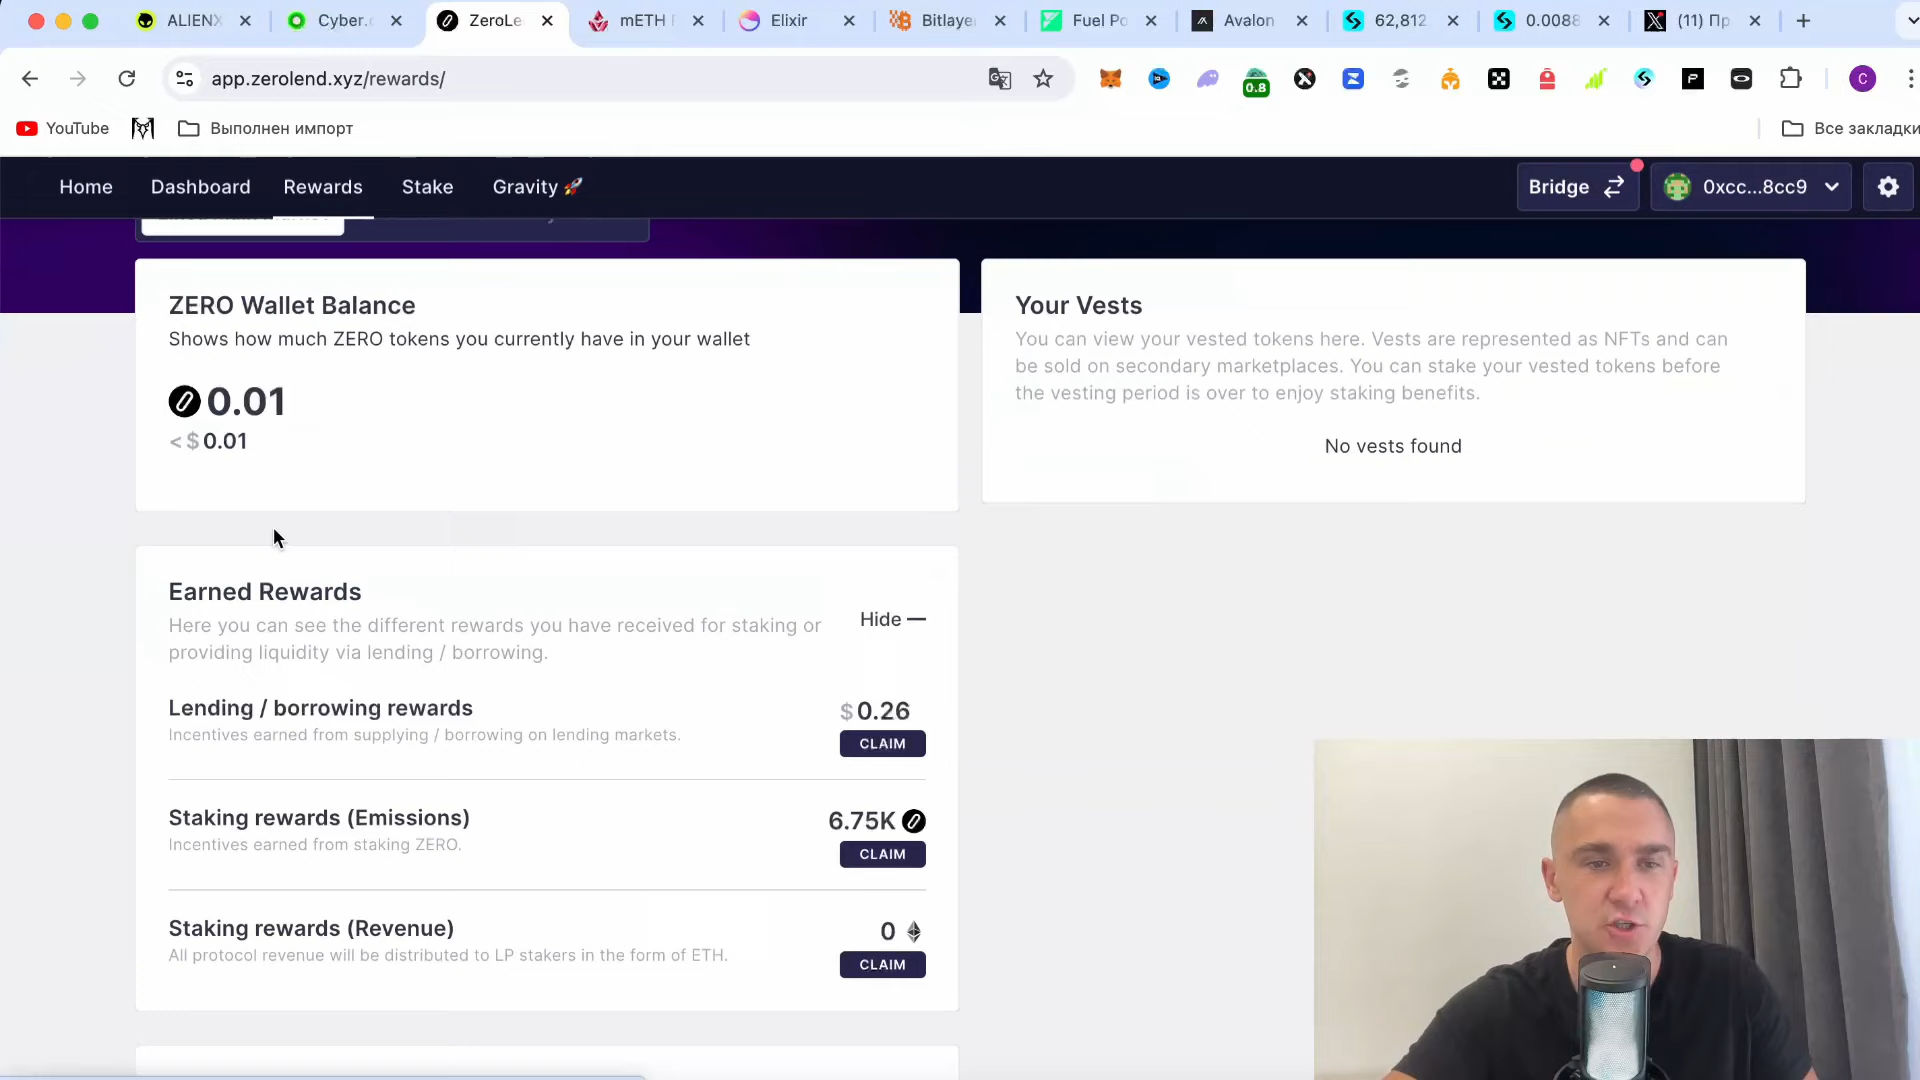 ALIENX
Cyber.
ZeroLe
mETH
Elixir
Bitlaye
Fuel Po
Avalon
62,812
0.0088
(11) Пр
app.zerolend.xyz/rewards/
0.8
C
YouTube
Выполнен импорт
Все закладки
Home
Dashboard
Rewards
Stake
Gravity 🚀
Bridge
0xcc...8cc9
ZERO Wallet Balance
Shows how much ZERO tokens you currently have in your wallet
0.01
< $ 0.01
Your Vests
You can view your vested tokens here. Vests are represented as NFTs and can
be sold on secondary marketplaces. You can stake your vested tokens before
the vesting period is over to enjoy staking benefits.
No vests found
Earned Rewards
Here you can see the different rewards you have received for staking or
providing liquidity via lending / borrowing.
Hide —
Lending / borrowing rewards
Incentives earned from supplying / borrowing on lending markets.
$ 0.26
CLAIM
Staking rewards (Emissions)
Incentives earned from staking ZERO.
6.75K
CLAIM
Staking rewards (Revenue)
All protocol revenue will be distributed to LP stakers in the form of ETH.
0
CLAIM